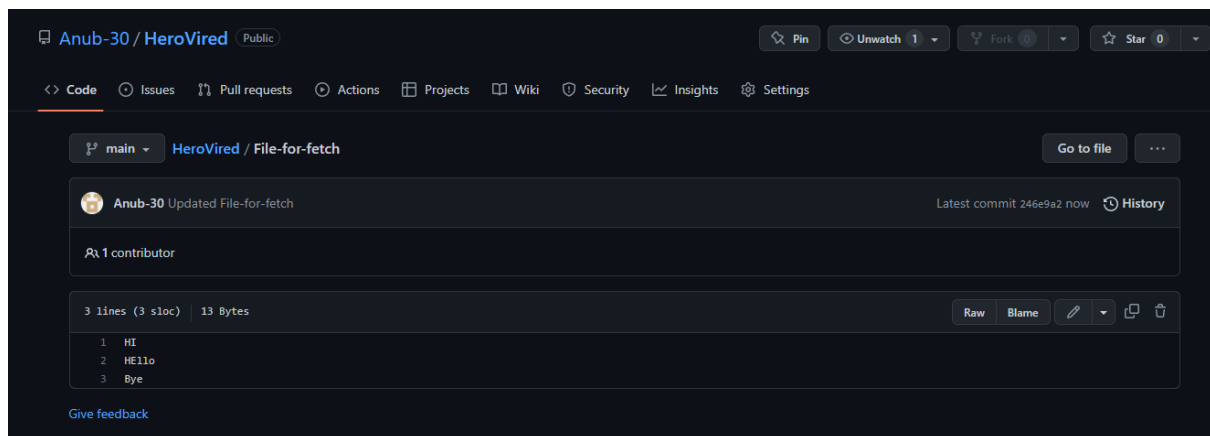 Anub-30 / HeroVired Public Pin Unwatch 1 Fork 0 Star 0
<> Code Issues Pull requests Actions Projects Wiki Security Insights Settings
main HeroVired / File-for-fetch Go to file ...
Anub-30 Updated File-for-fetch Latest commit 246e9a2 now History
1 contributor
3 lines (3 sloc) 13 Bytes Raw Blame
1 HI
2 HEllo
3 Bye
Give feedback